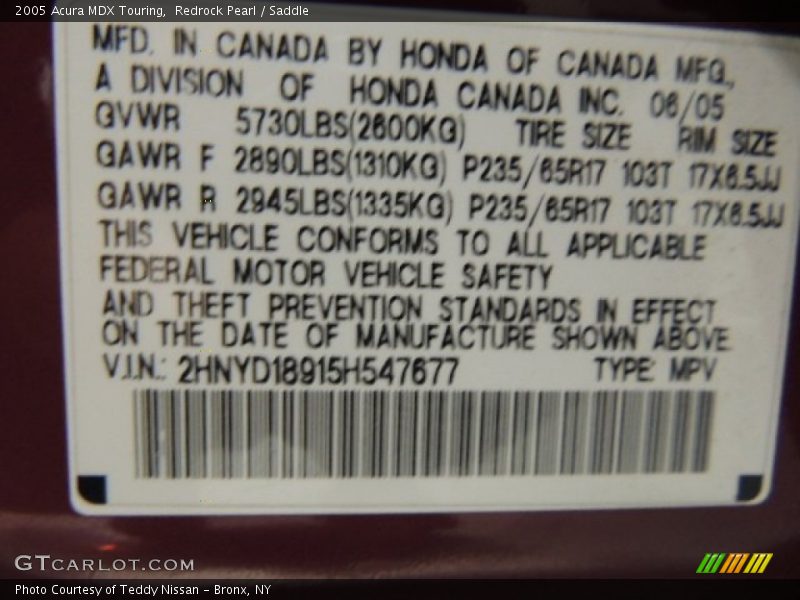 2005 Acura MDX Touring,  Redrock Pearl / Saddle
MFD. IN CANADA BY HONDA OF CANADA MFG.,
A DIVISION OF HONDA CANADA INC. 06/05
GVWR 5730LBS(2600KG) TIRE SIZE RIM SIZE
GAWR F 2890LBS(1310KG) P235/65R17 103T 17X6.5JJ
GAWR R 2945LBS(1335KG) P235/65R17 103T 17X6.5JJ
THIS VEHICLE CONFORMS TO ALL APPLICABLE
FEDERAL MOTOR VEHICLE SAFETY
AND THEFT PREVENTION STANDARDS IN EFFECT
ON THE DATE OF MANUFACTURE SHOWN ABOVE
V.I.N.: 2HNYD18915H547677 TYPE: MPV
GTCARLOT.COM
Photo Courtesy of Teddy Nissan – Bronx, NY